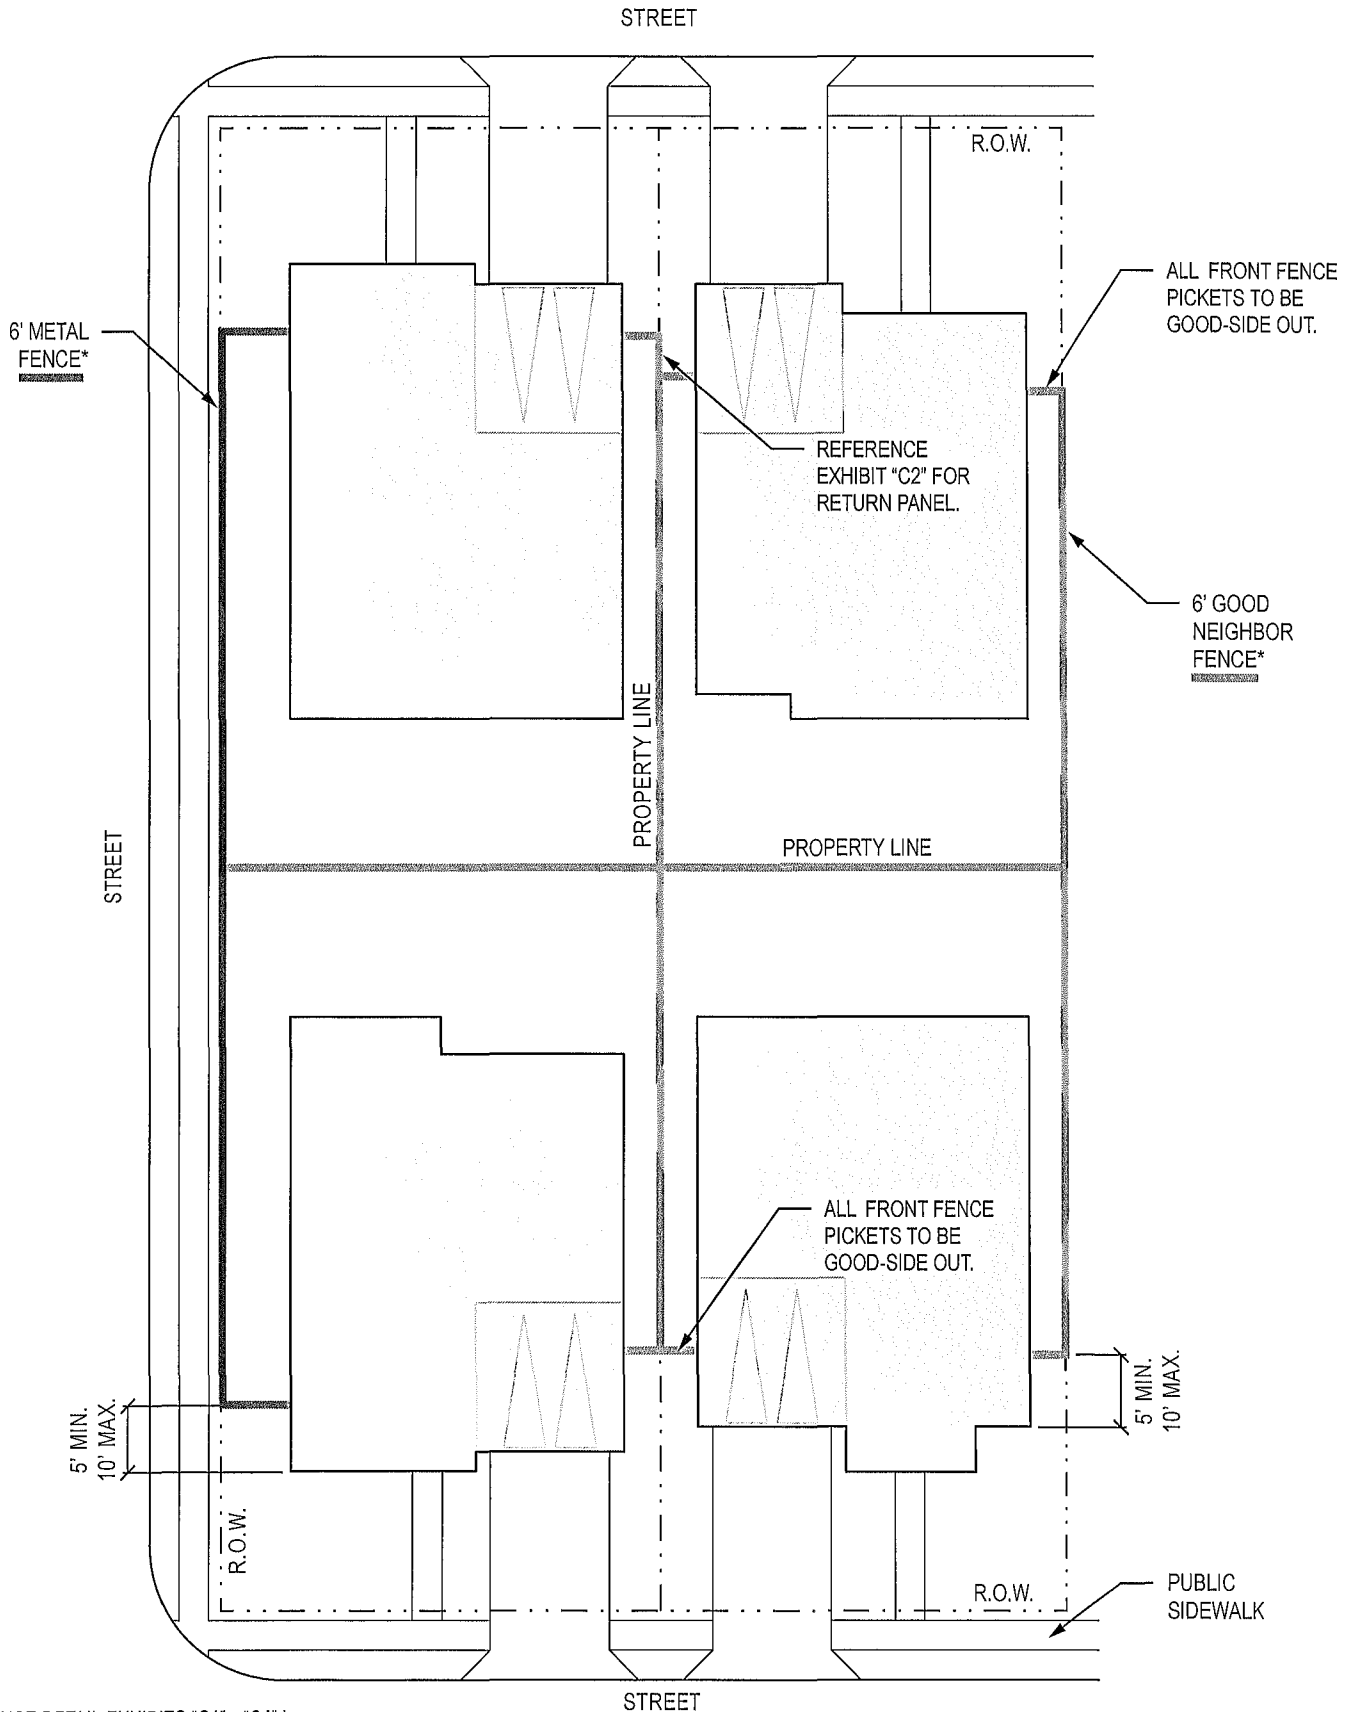 STREET
R.O.W.
ALL FRONT FENCE
PICKETS TO BE
GOOD-SIDE OUT.
6' METAL
FENCE*
REFERENCE
EXHIBIT "C2" FOR
RETURN PANEL.
6' GOOD
NEIGHBOR
FENCE*
PROPERTY LINE
PROPERTY LINE
STREET
ALL FRONT FENCE
PICKETS TO BE
GOOD-SIDE OUT.
5' MIN.
10' MAX.
5' MIN.
10' MAX.
R.O.W.
R.O.W.
PUBLIC
SIDEWALK
STREET